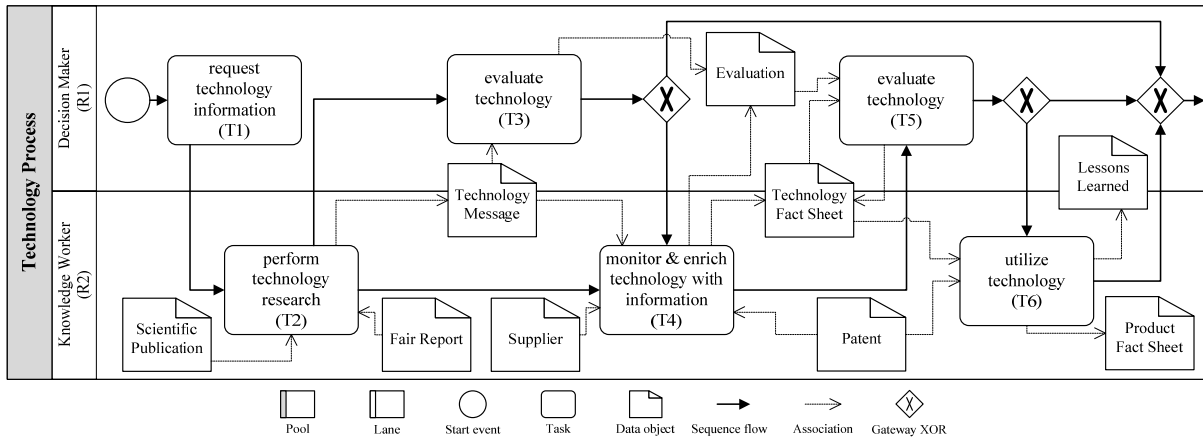 Technology Process
Decision Maker
(R1)
Knowledge Worker
(R2)
request
technology
information
(T1)
evaluate
technology
(T3)
X
Evaluation
evaluate
technology
(T5)
X
X
Technology
Message
Technology
Fact Sheet
Lessons
Learned
perform
technology
research
(T2)
monitor & enrich
technology with
information (T4)
utilize
technology
(T6)
Scientific
Publication
Fair Report
Supplier
Patent
Product
Fact Sheet
Pool
Lane
Start event
Task
Data object
Sequence flow
Association
X
Gateway XOR